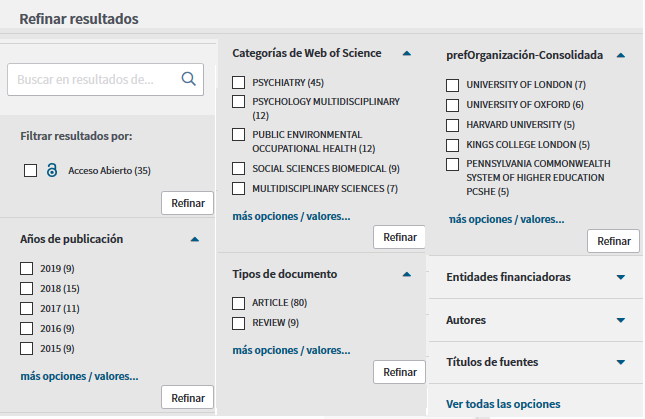 Refinar resultados
Buscar en resultados de...
Filtrar resultados por:
Acceso Abierto (35)
Refinar
Años de publicación
2019 (9)
2018 (15)
2017 (11)
2016 (9)
2015 (9)
más opciones / valores...
Refinar
Categorías de Web of Science
PSYCHIATRY (45)
PSYCHOLOGY MULTIDISCIPLINARY
(12)
PUBLIC ENVIRONMENTAL
OCCUPATIONAL HEALTH (12)
SOCIAL SCIENCES BIOMEDICAL (9)
MULTIDISCIPLINARY SCIENCES (7)
más opciones / valores...
Refinar
Tipos de documento
ARTICLE (80)
REVIEW (9)
más opciones / valores...
Refinar
prefOrganización-Consolidada
UNIVERSITY OF LONDON (7)
UNIVERSITY OF OXFORD (6)
HARVARD UNIVERSITY (5)
KINGS COLLEGE LONDON (5)
PENNSYLVANIA COMMONWEALTH
SYSTEM OF HIGHER EDUCATION
PCSHE (5)
más opciones / valores...
Refinar
Entidades financiadoras
Autores
Títulos de fuentes
Ver todas las opciones